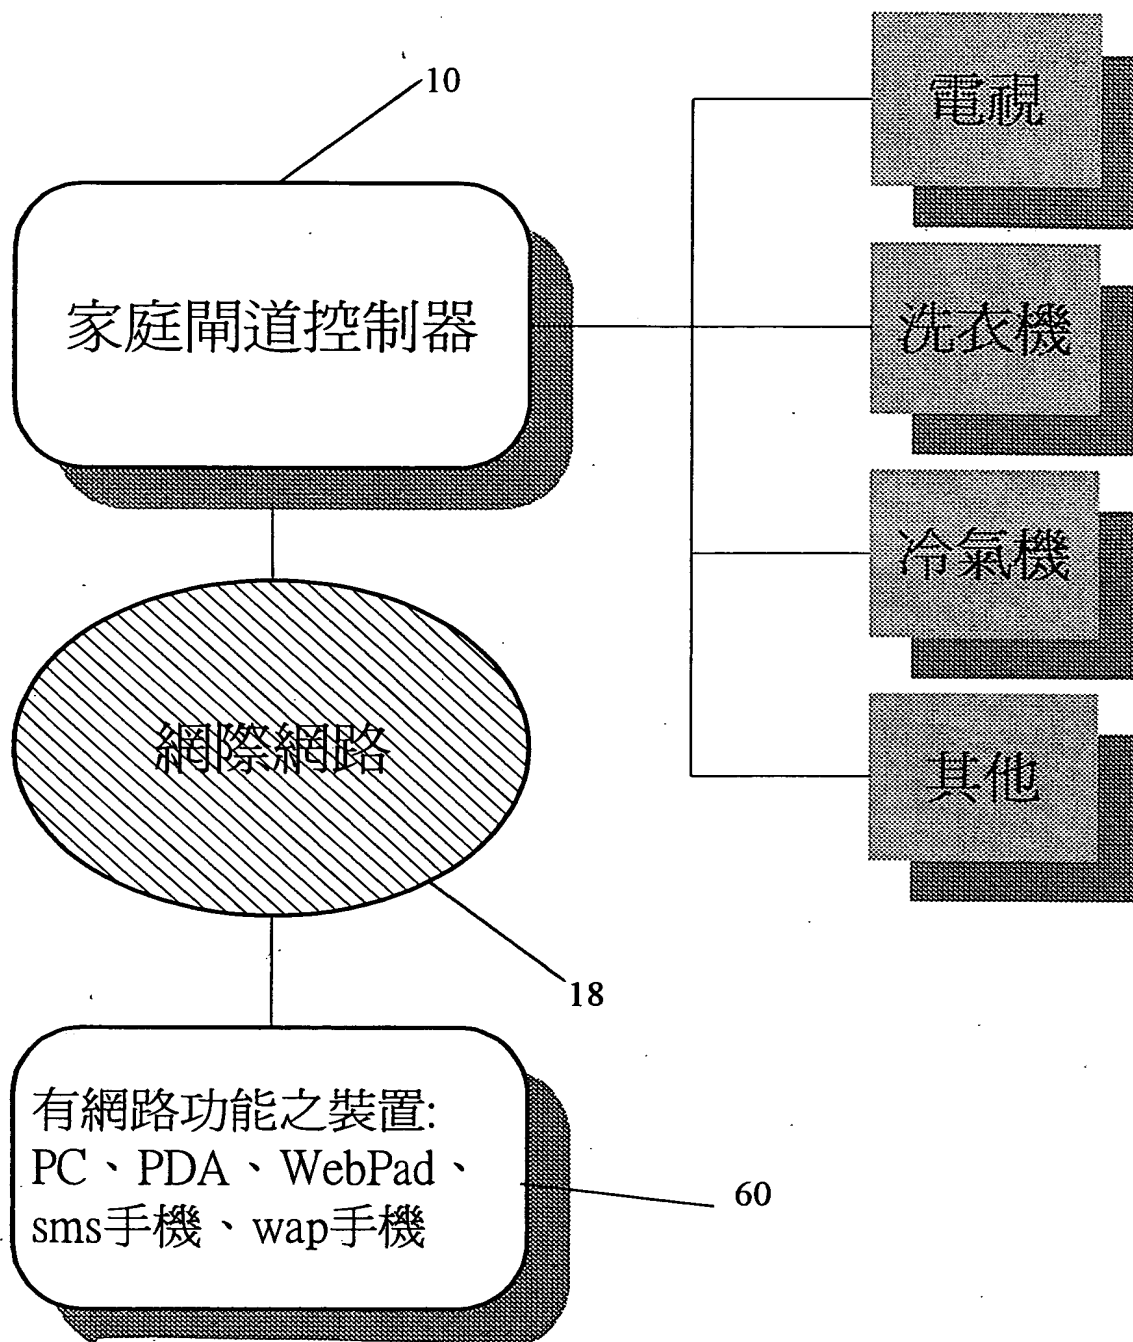 10
電視
家庭閘道控制器
洗衣機
冷氣機
網際網路
其他
18
有網路功能之裝置:
PC、PDA、WebPad、
sms手機、wap手機
60